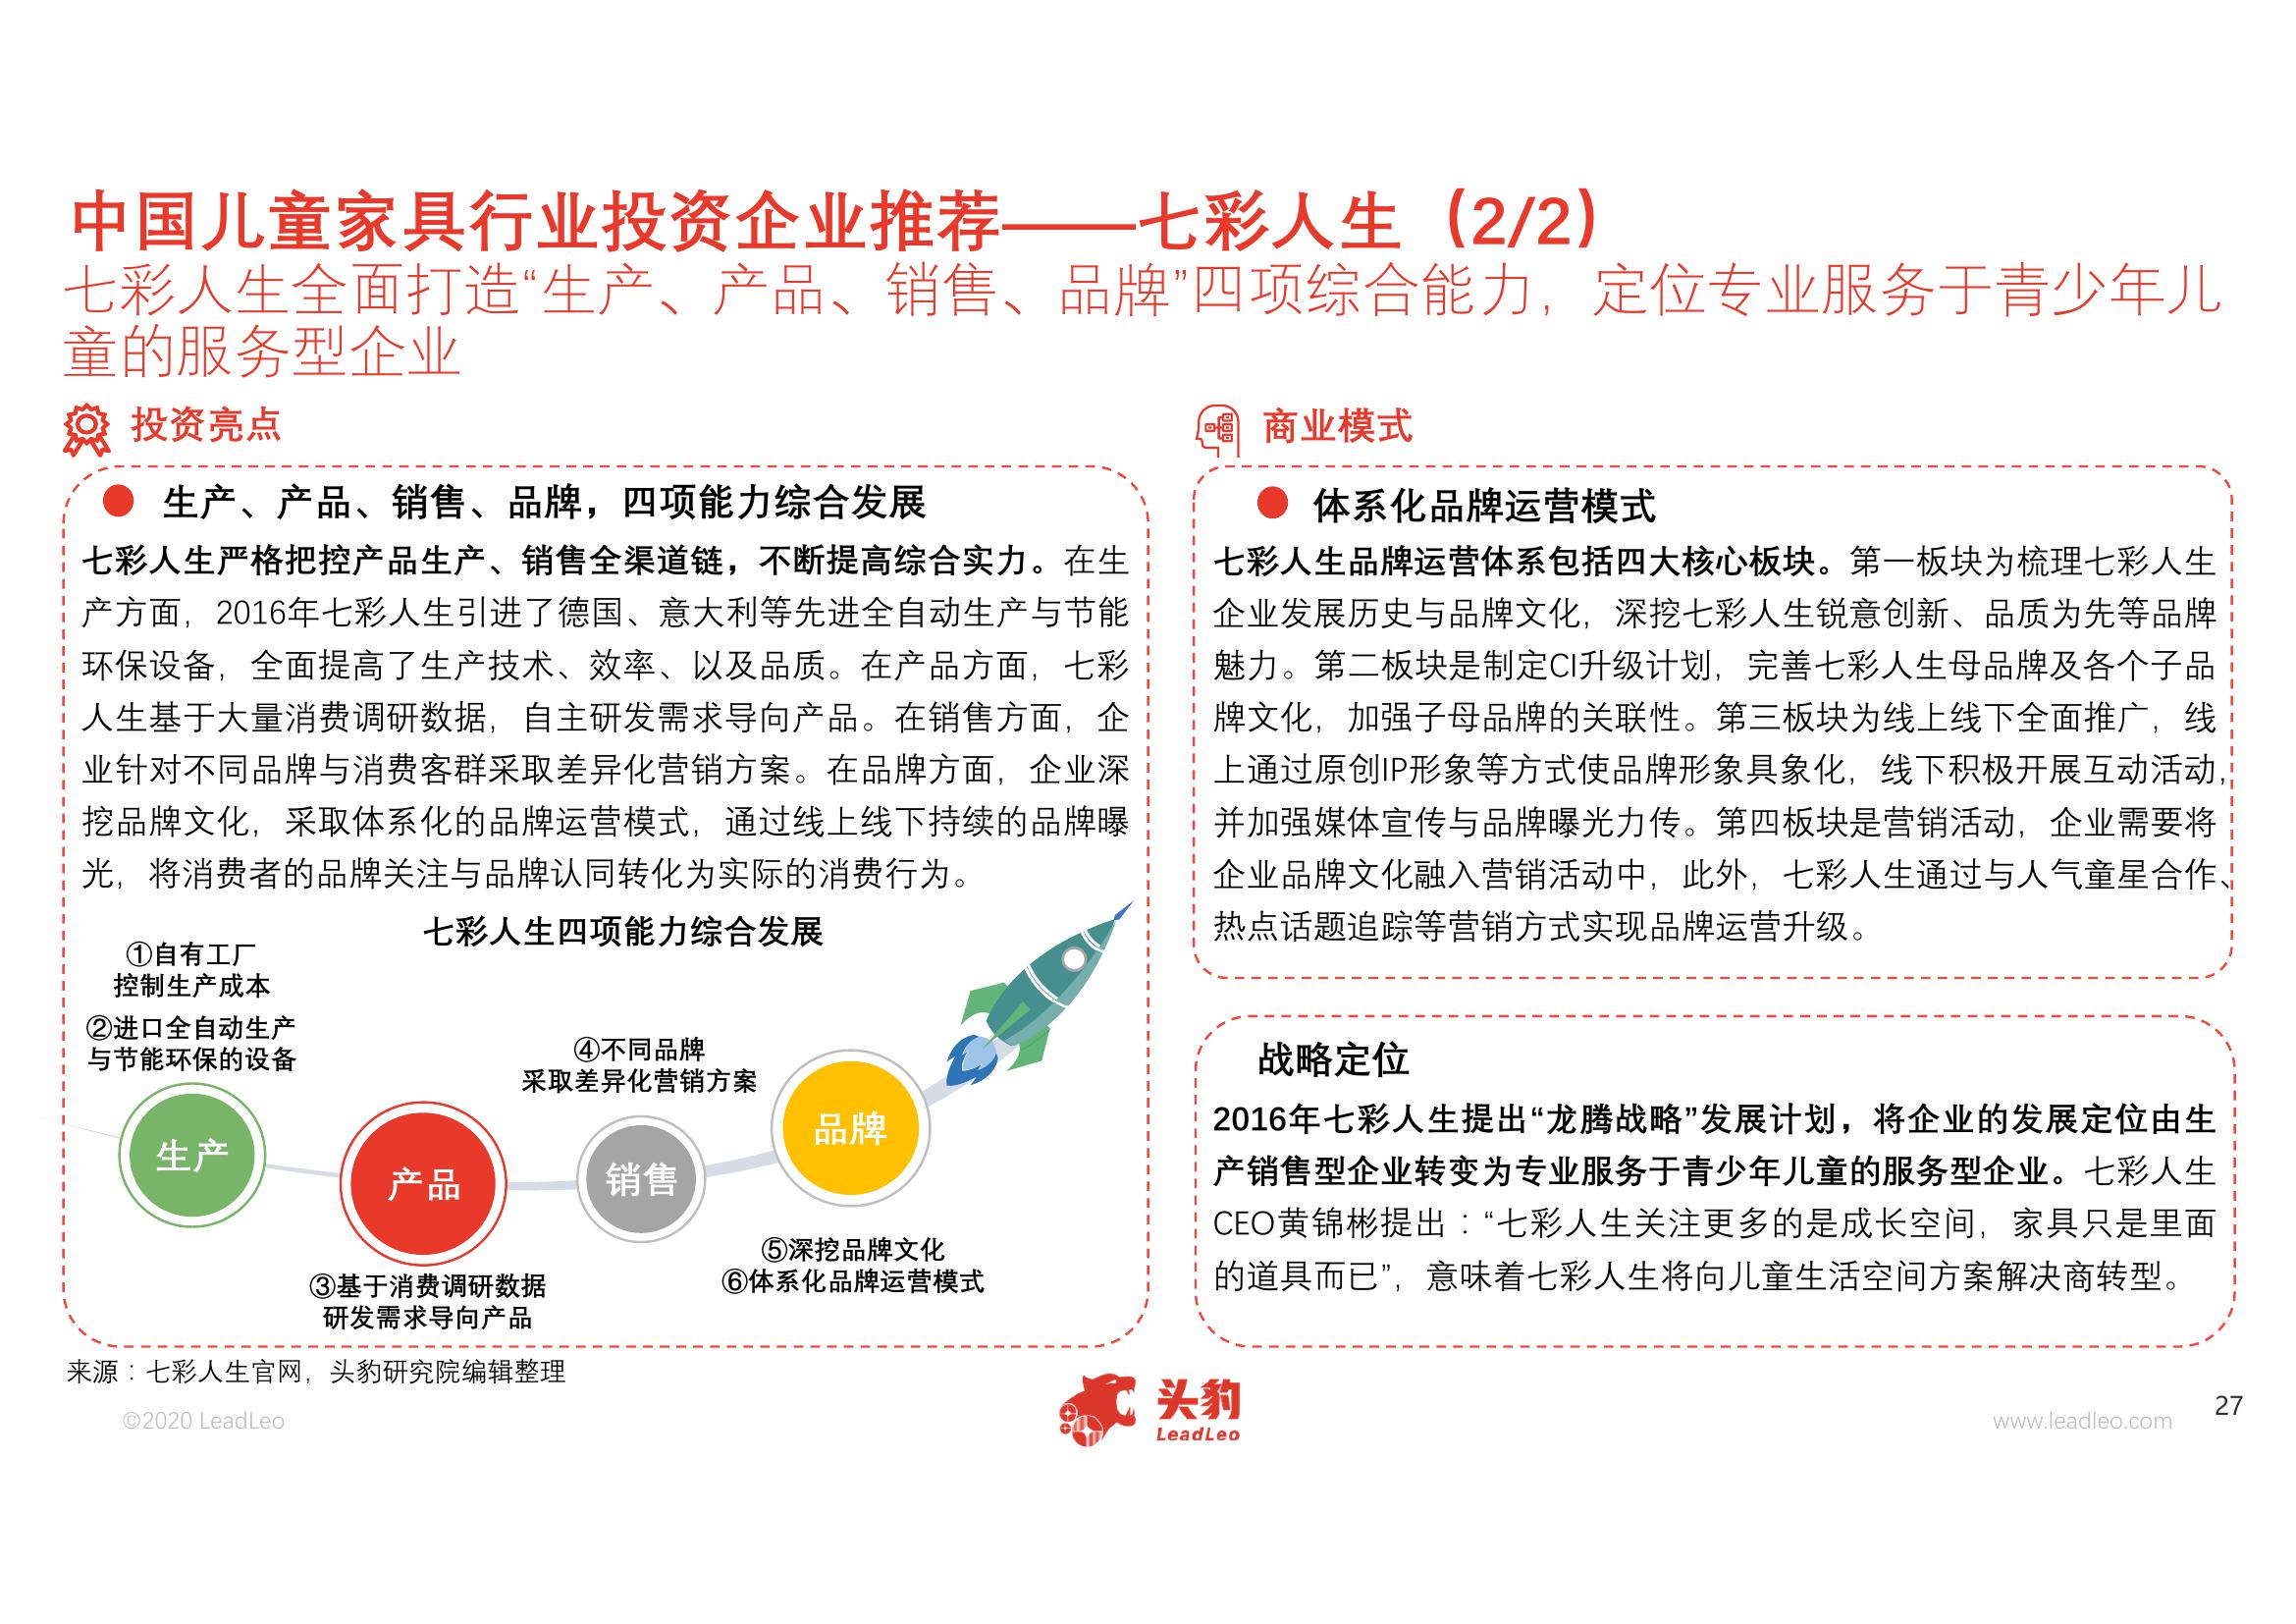 中国儿童家具行业投资企业推荐——七彩人生（2/2）
七彩人生全面打造“生产、产品、销售、品牌”四项综合能力，定位专业服务于青少年儿
童的服务型企业
投资亮点
生产、产品、销售、品牌，四项能力综合发展
七彩人生严格把控产品生产、销售全渠道链，不断提高综合实力。在生
产方面，2016年七彩人生引进了德国、意大利等先进全自动生产与节能
环保设备，全面提高了生产技术、效率、以及品质。在产品方面，七彩
人生基于大量消费调研数据，自主研发需求导向产品。在销售方面，企
业针对不同品牌与消费客群采取差异化营销方案。在品牌方面，企业深
挖品牌文化，采取体系化的品牌运营模式，通过线上线下持续的品牌曝
光，将消费者的品牌关注与品牌认同转化为实际的消费行为。
七彩人生四项能力综合发展
①自有工厂
控制生产成本
②进口全自动生产
与节能环保的设备
④不同品牌
采取差异化营销方案
生产
产品
销售
品牌
③基于消费调研数据
研发需求导向产品
⑤深挖品牌文化
⑥体系化品牌运营模式
商业模式
体系化品牌运营模式
七彩人生品牌运营体系包括四大核心板块。第一板块为梳理七彩人生
企业发展历史与品牌文化，深挖七彩人生锐意创新、品质为先等品牌
魅力。第二板块是制定CI升级计划，完善七彩人生母品牌及各个子品
牌文化，加强子母品牌的关联性。第三板块为线上线下全面推广，线
上通过原创IP形象等方式使品牌形象具象化，线下积极开展互动活动，
并加强媒体宣传与品牌曝光力传。第四板块是营销活动，企业需要将
企业品牌文化融入营销活动中，此外，七彩人生通过与人气童星合作、
热点话题追踪等营销方式实现品牌运营升级。
战略定位
2016年七彩人生提出“龙腾战略”发展计划，将企业的发展定位由生
产销售型企业转变为专业服务于青少年儿童的服务型企业。七彩人生
CEO黄锦彬提出：“七彩人生关注更多的是成长空间，家具只是里面
的道具而已”，意味着七彩人生将向儿童生活空间方案解决商转型。
来源：七彩人生官网，头豹研究院编辑整理
©2020 LeadLeo
头豹
LeadLeo
www.leadleo.com
27